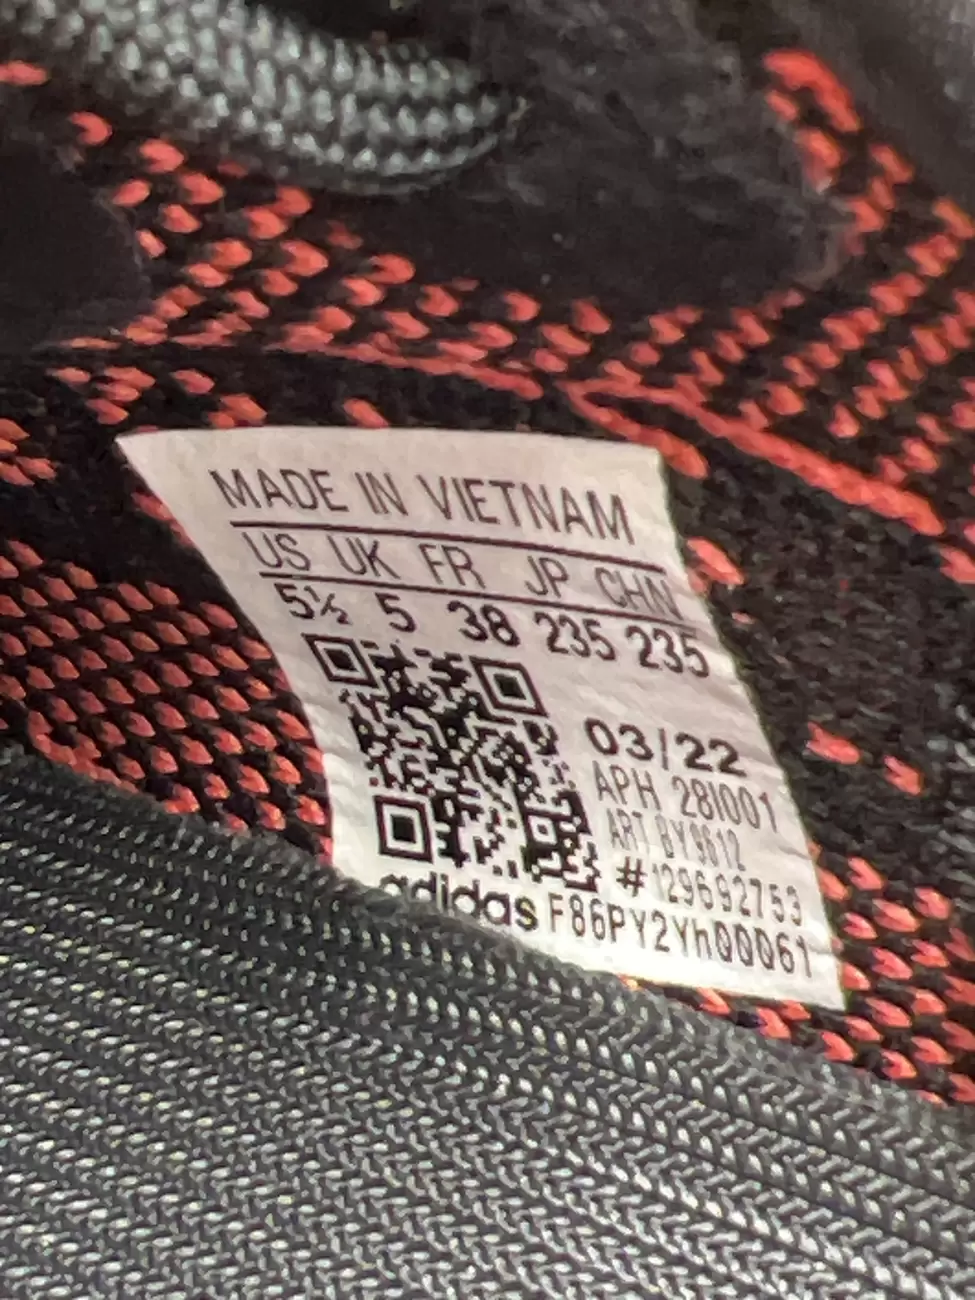 MADE IN VIETNAM
US UK FR JP CHN
5½ 5 38 235 235
03/22
APH 28I001
ART BY9612
#129692753
adidas F86PY2Yh00061